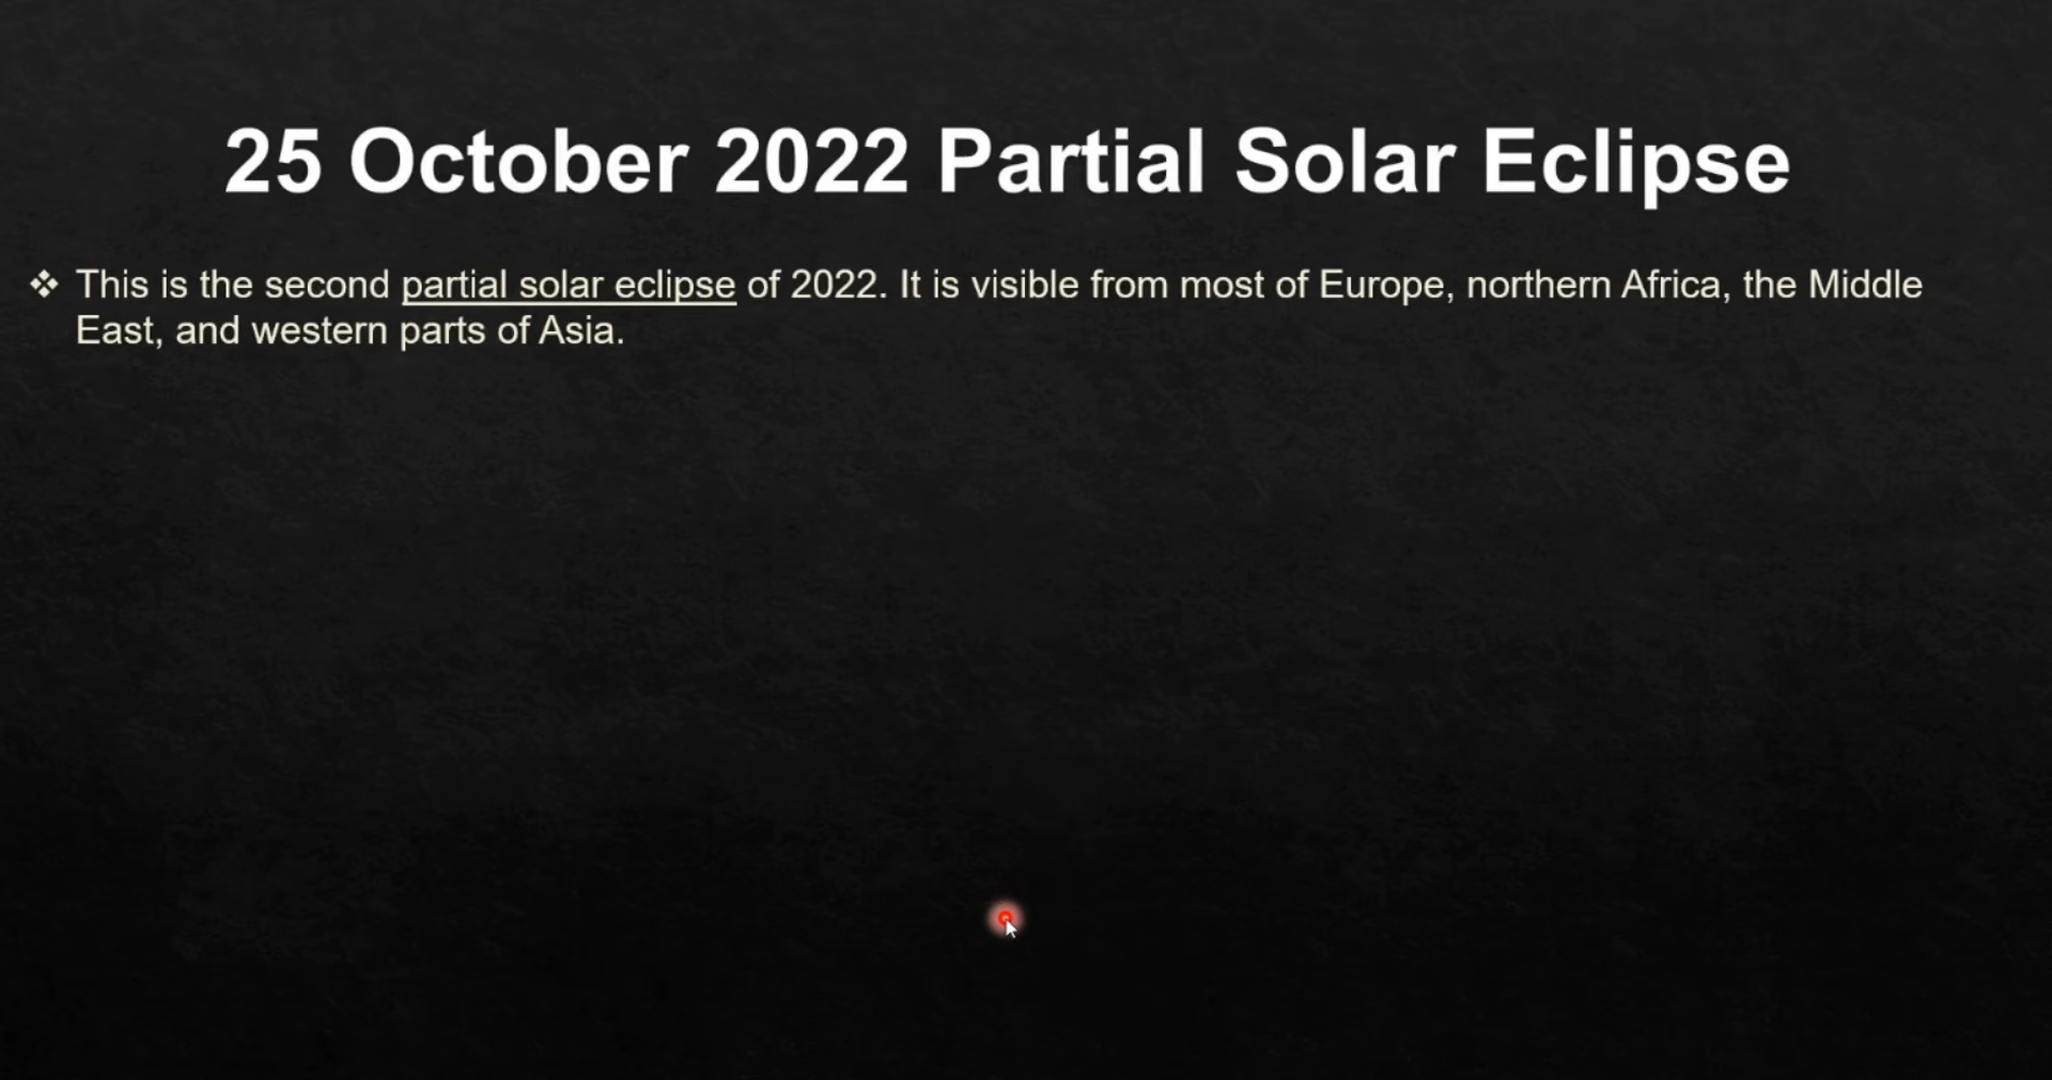 25 October 2022 Partial Solar Eclipse
❖ This is the second partial solar eclipse of 2022. It is visible from most of Europe, northern Africa, the Middle
East, and western parts of Asia.